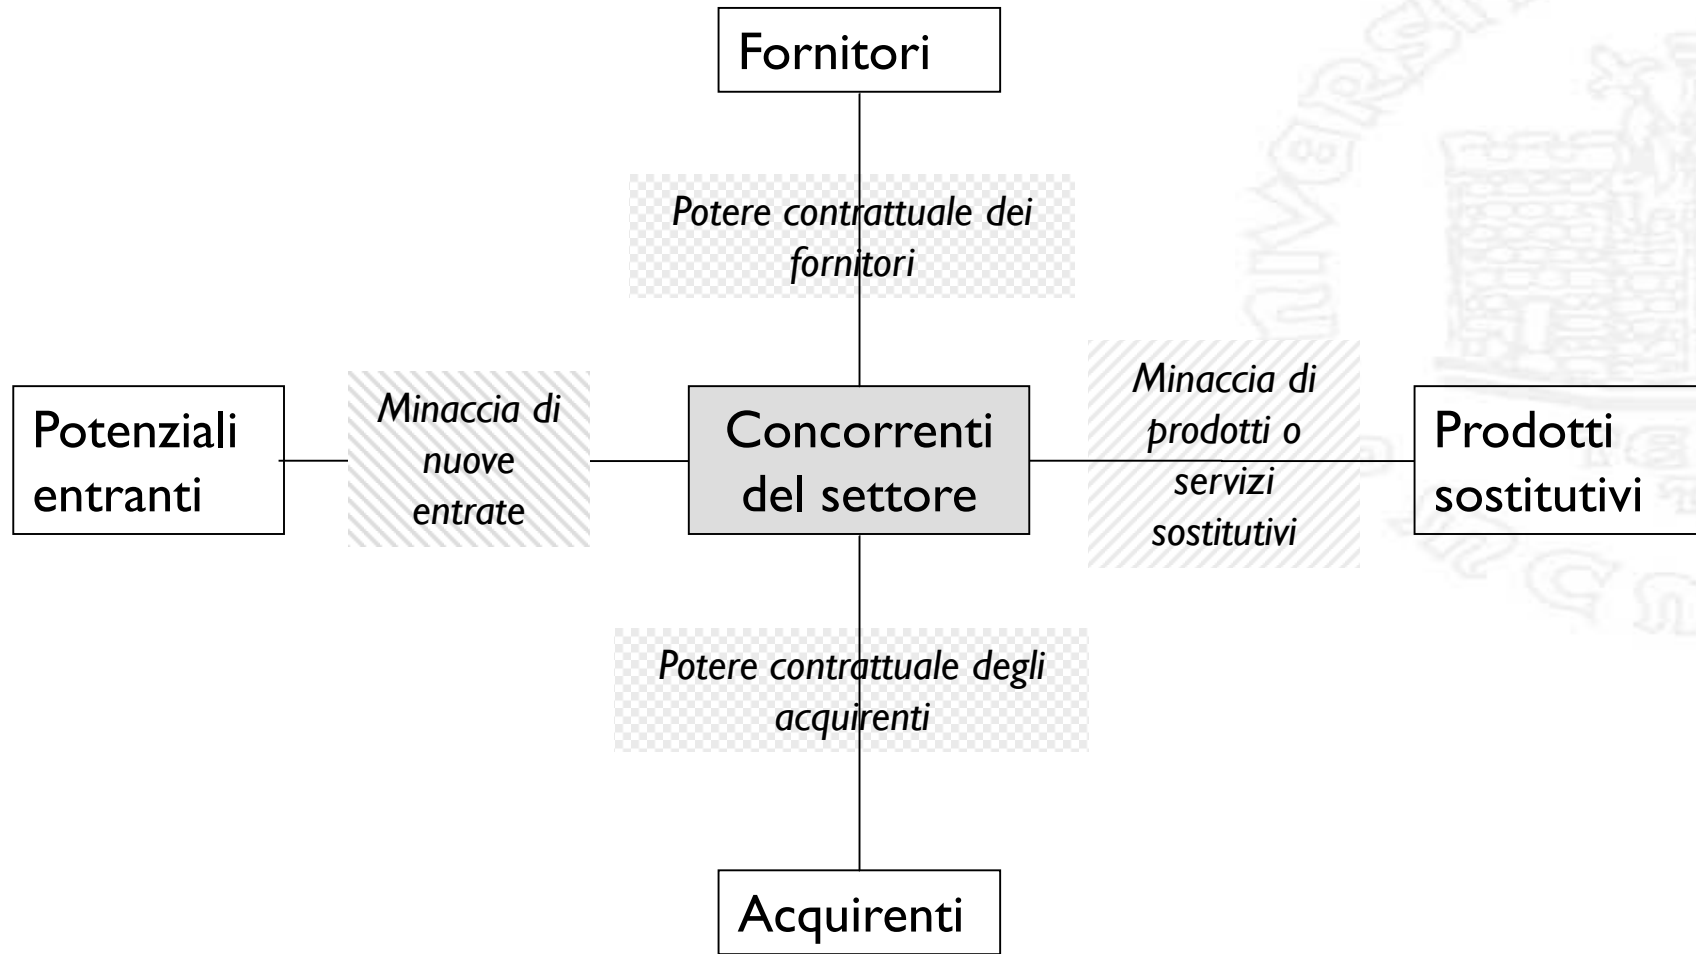 Fornitori
Potere contrattuale dei
fornitori
Potenziali
entranti
Minaccia di
nuove
entrate
Concorrenti
del settore
Minaccia di
prodotti o
servizi
sostitutivi
Prodotti
sostitutivi
Potere contrattuale degli
acquirenti
Acquirenti